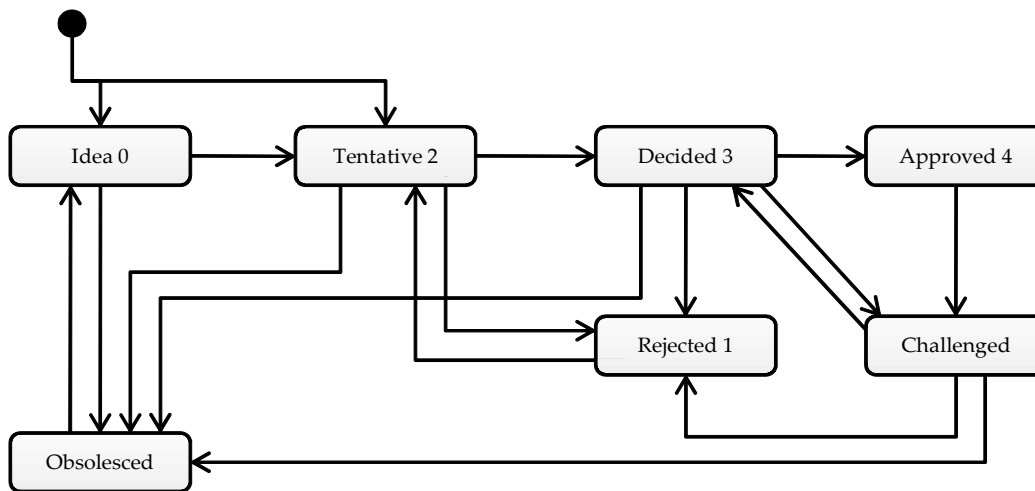 Idea 0
Tentative 2
Decided 3
Approved 4
Rejected 1
Challenged
Obsolesced